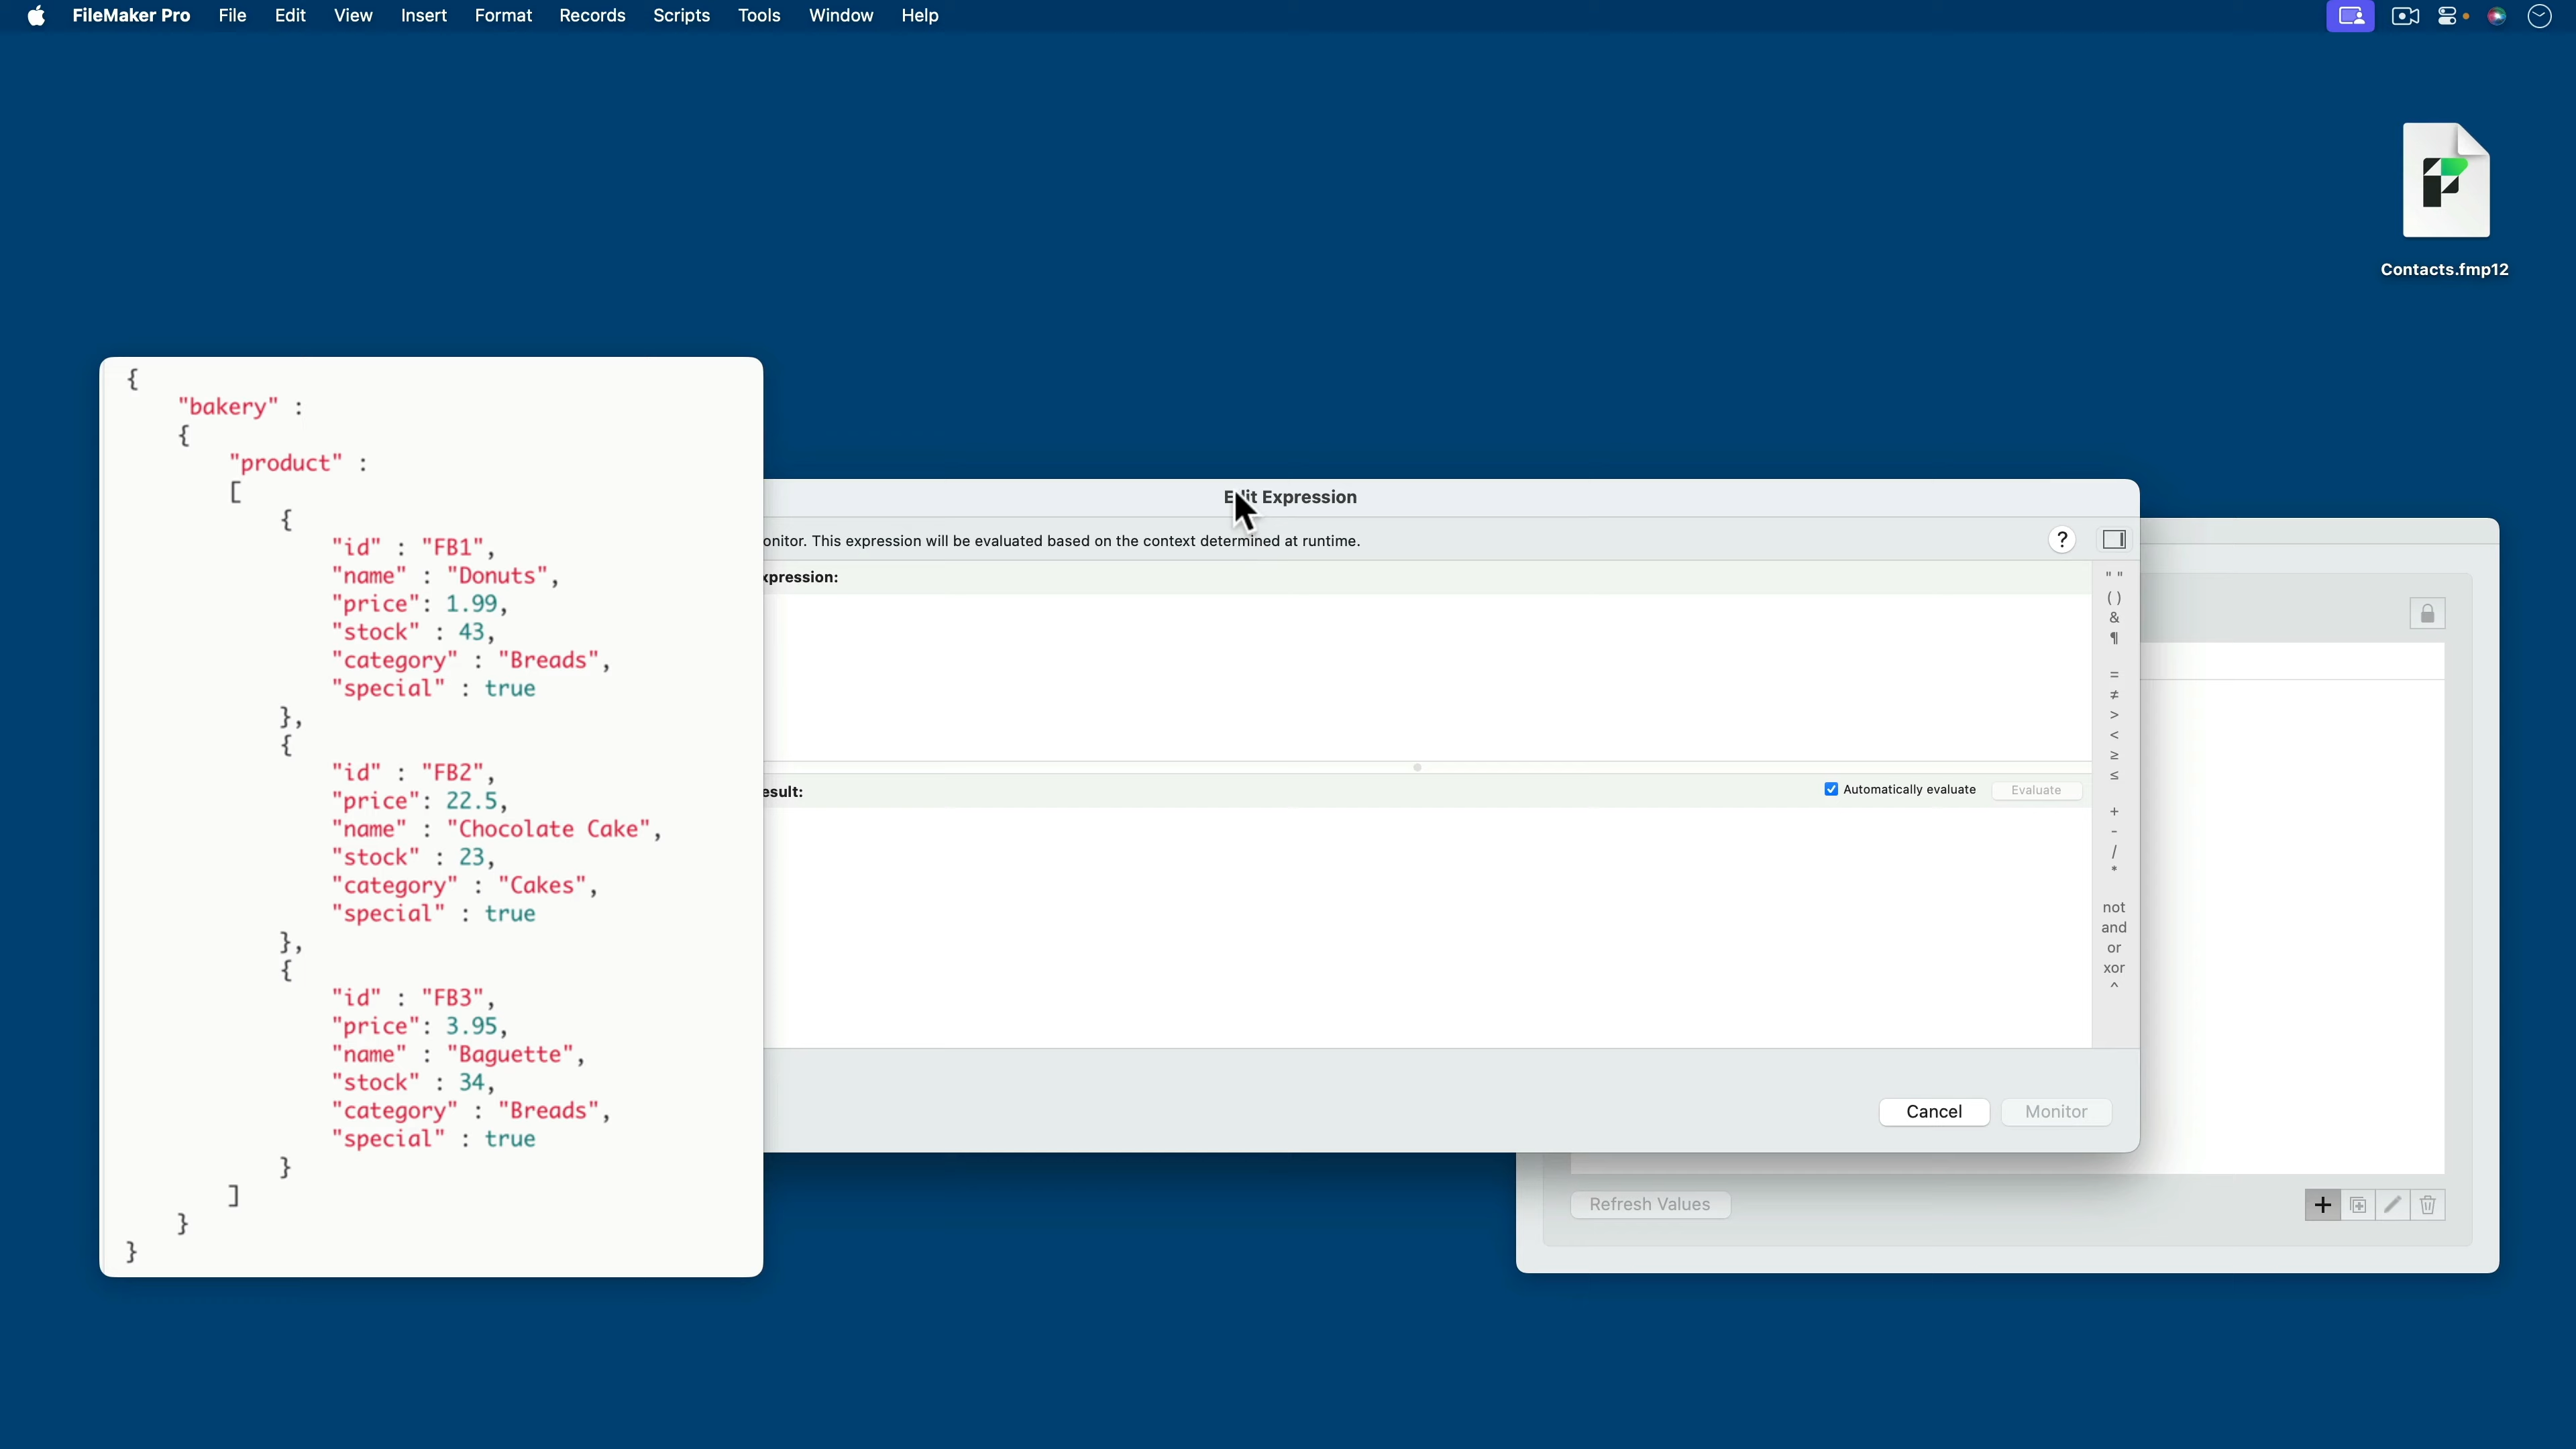 FileMaker Pro File Edit View Insert Format Records Scripts Tools Window Help
Contacts.fmp12
{
"bakery" :
{
"product" :
[
{
"id" : "FB1",
"name" : "Donuts",
"price": 1.99,
"stock" : 43,
"category" : "Breads",
"special" : true
},
{
"id" : "FB2",
"price": 22.5,
"name" : "Chocolate Cake",
"stock" : 23,
"category" : "Cakes",
"special" : true
},
{
"id" : "FB3",
"price": 3.95,
"name" : "Baguette",
"stock" : 34,
"category" : "Breads",
"special" : true
}
]
}
}
Edit Expression
onitor. This expression will be evaluated based on the context determined at runtime.
?
xpression:
" "
( )
&
¶
=
≠
>
<
≥
≤
esult:
Automatically evaluate
Evaluate
+
-
/
*
not
and
or
xor
^
Cancel
Monitor
Refresh Values